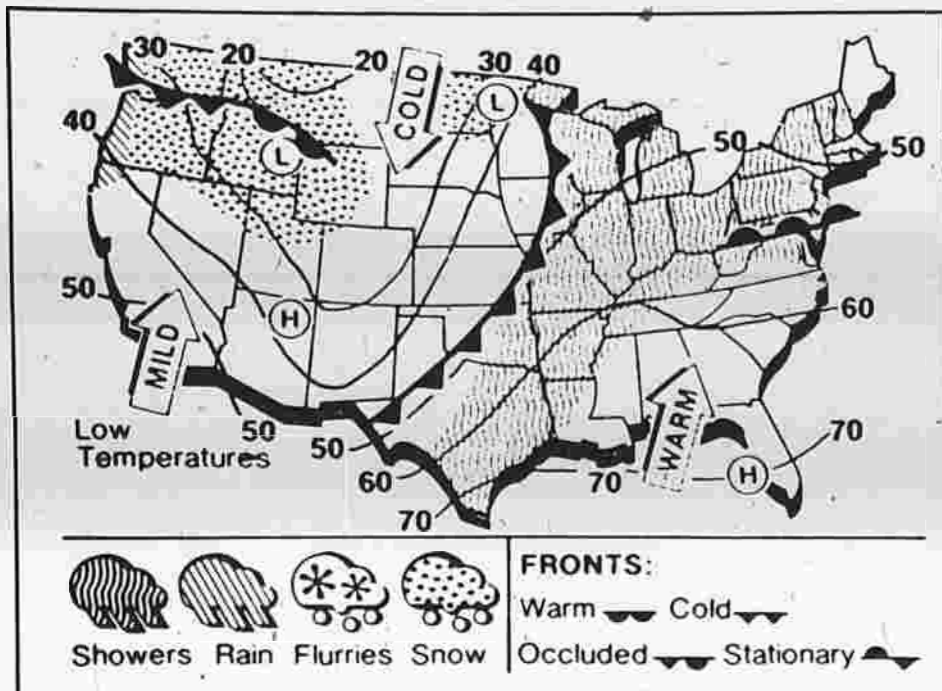 30 20 20 COLD 30 40
L
40
L
50 50
50
H
MILD
60
Low
Temperatures
50 50
60
70
70
WARM
H
70
FRONTS:
Warm Cold
Showers Rain Flurries Snow
Occluded Stationary